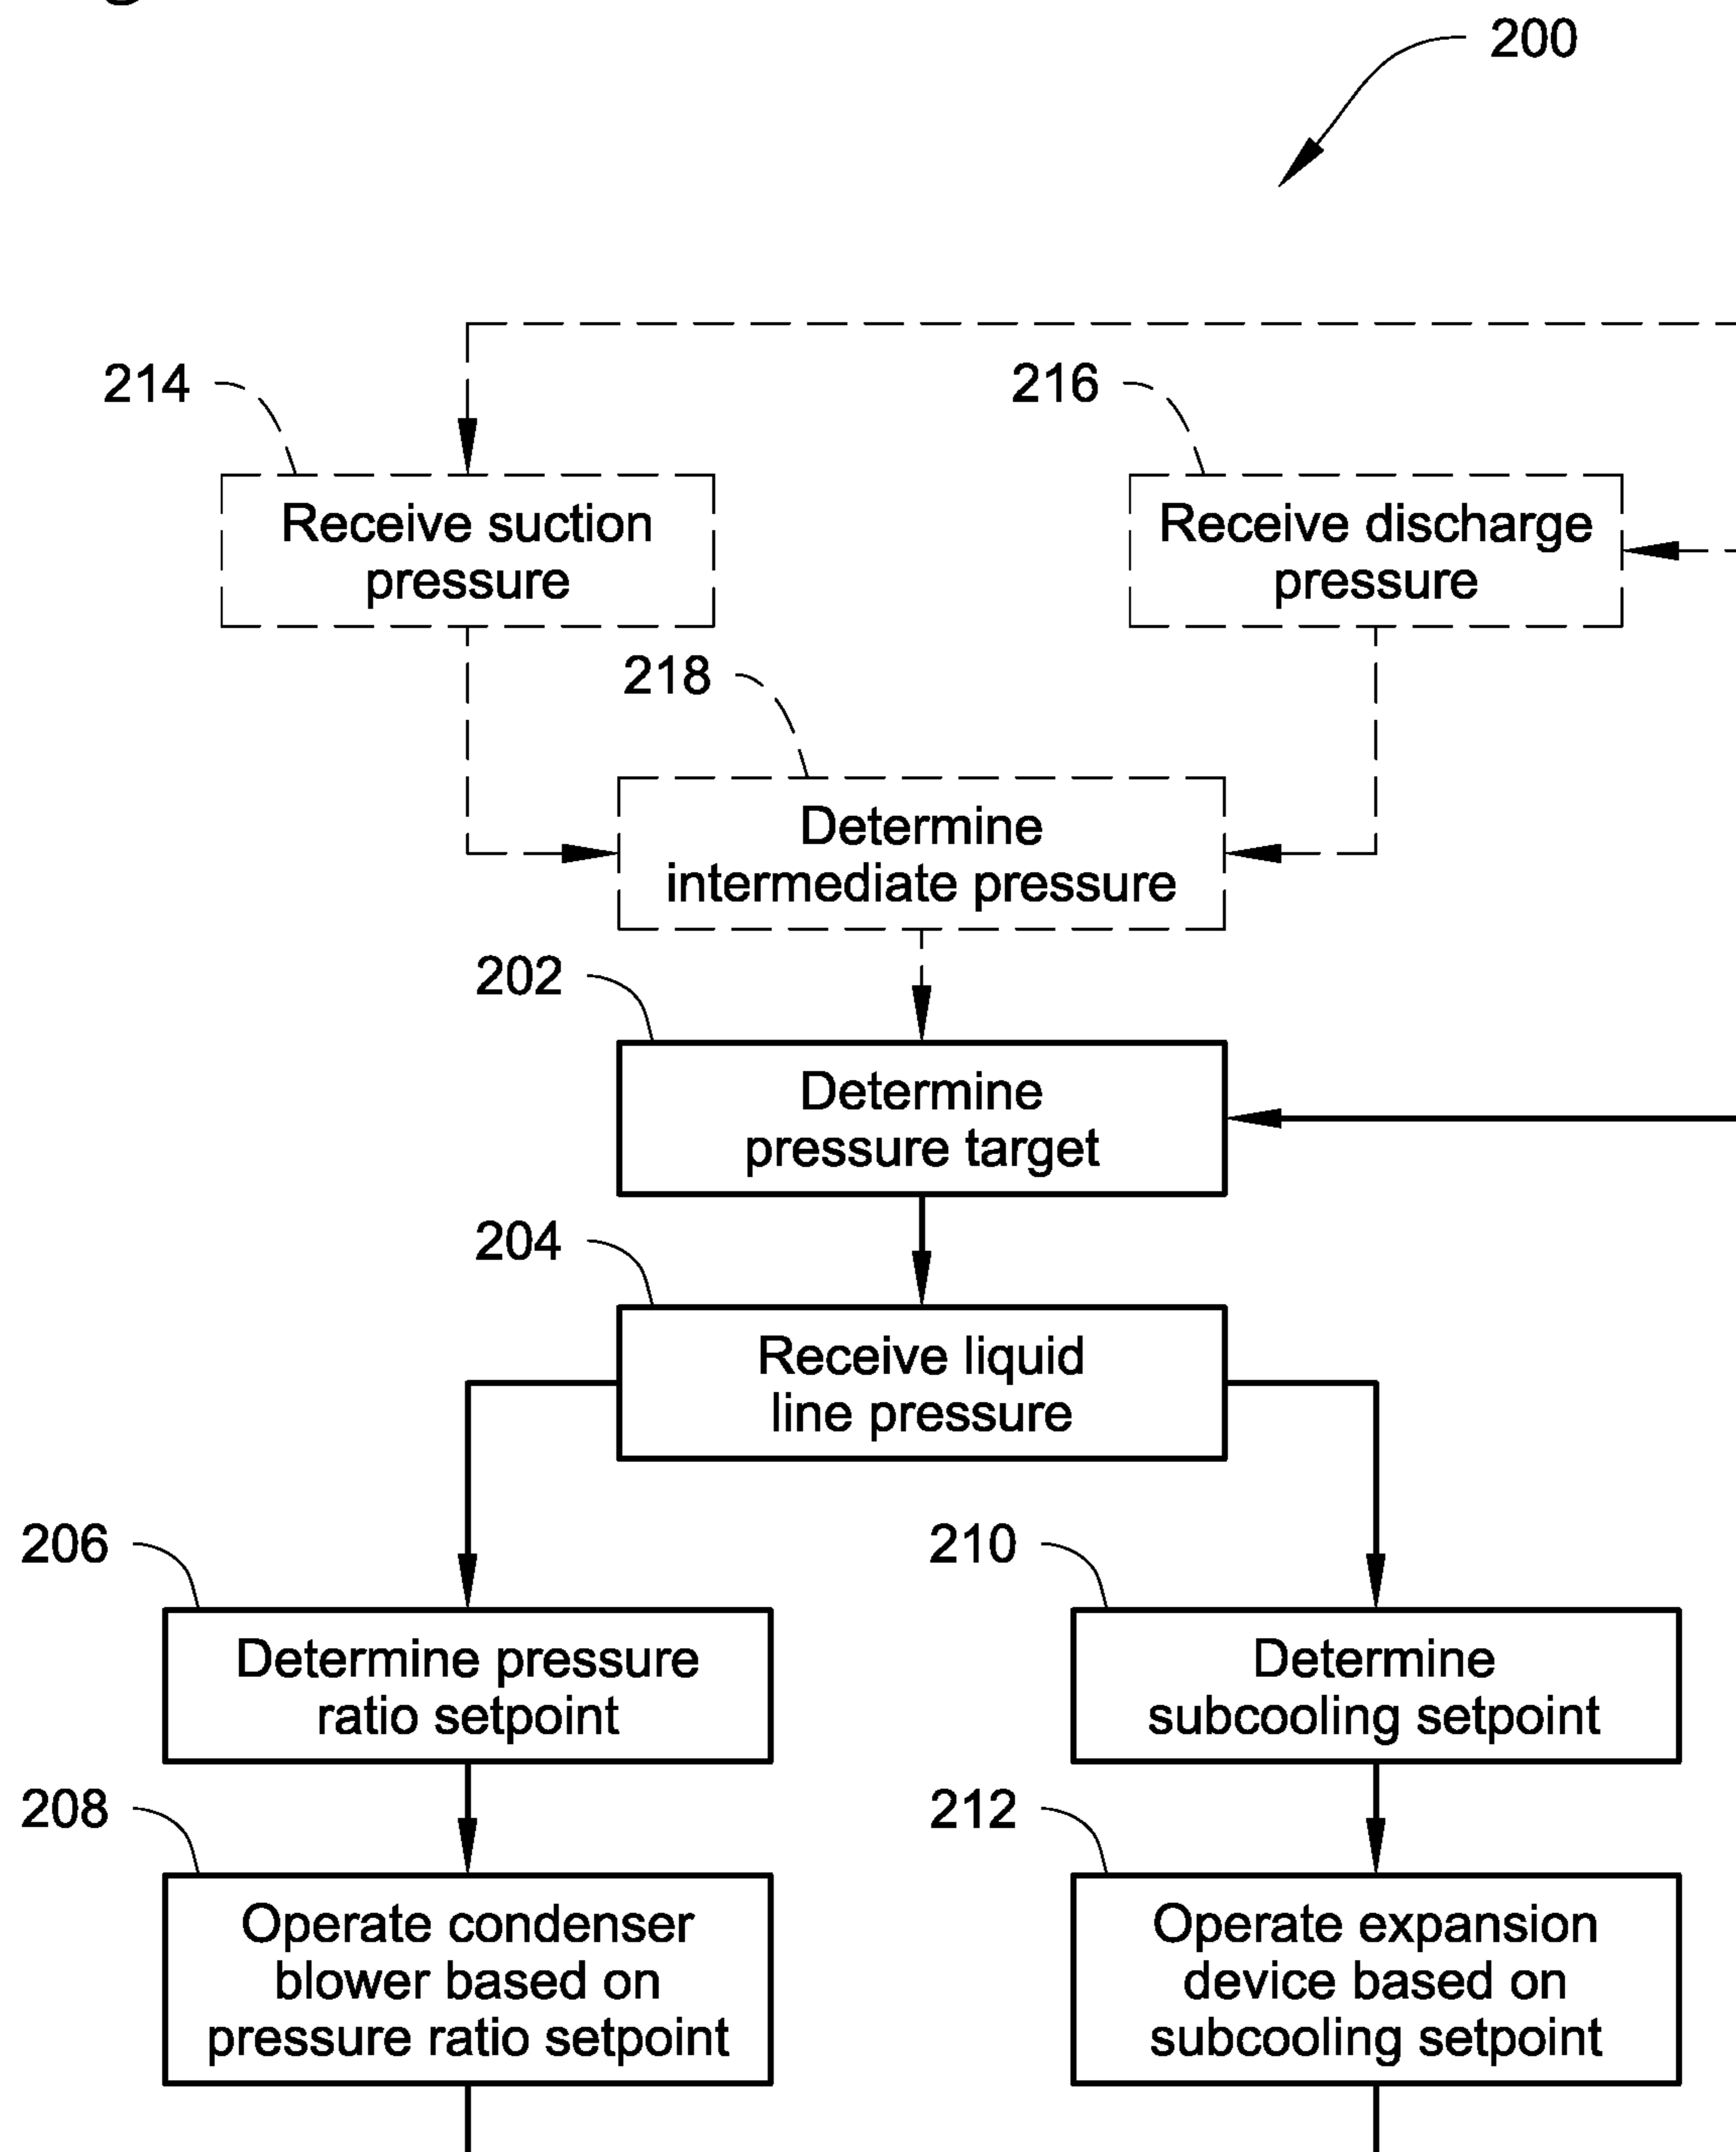 200
214
216
Receive suction
pressure
Receive discharge
pressure
218
Determine
intermediate pressure
202
Determine
pressure target
204
Receive liquid
line pressure
206
210
Determine pressure
ratio setpoint
Determine
subcooling setpoint
208
212
Operate condenser
blower based on
pressure ratio setpoint
Operate expansion
device based on
subcooling setpoint